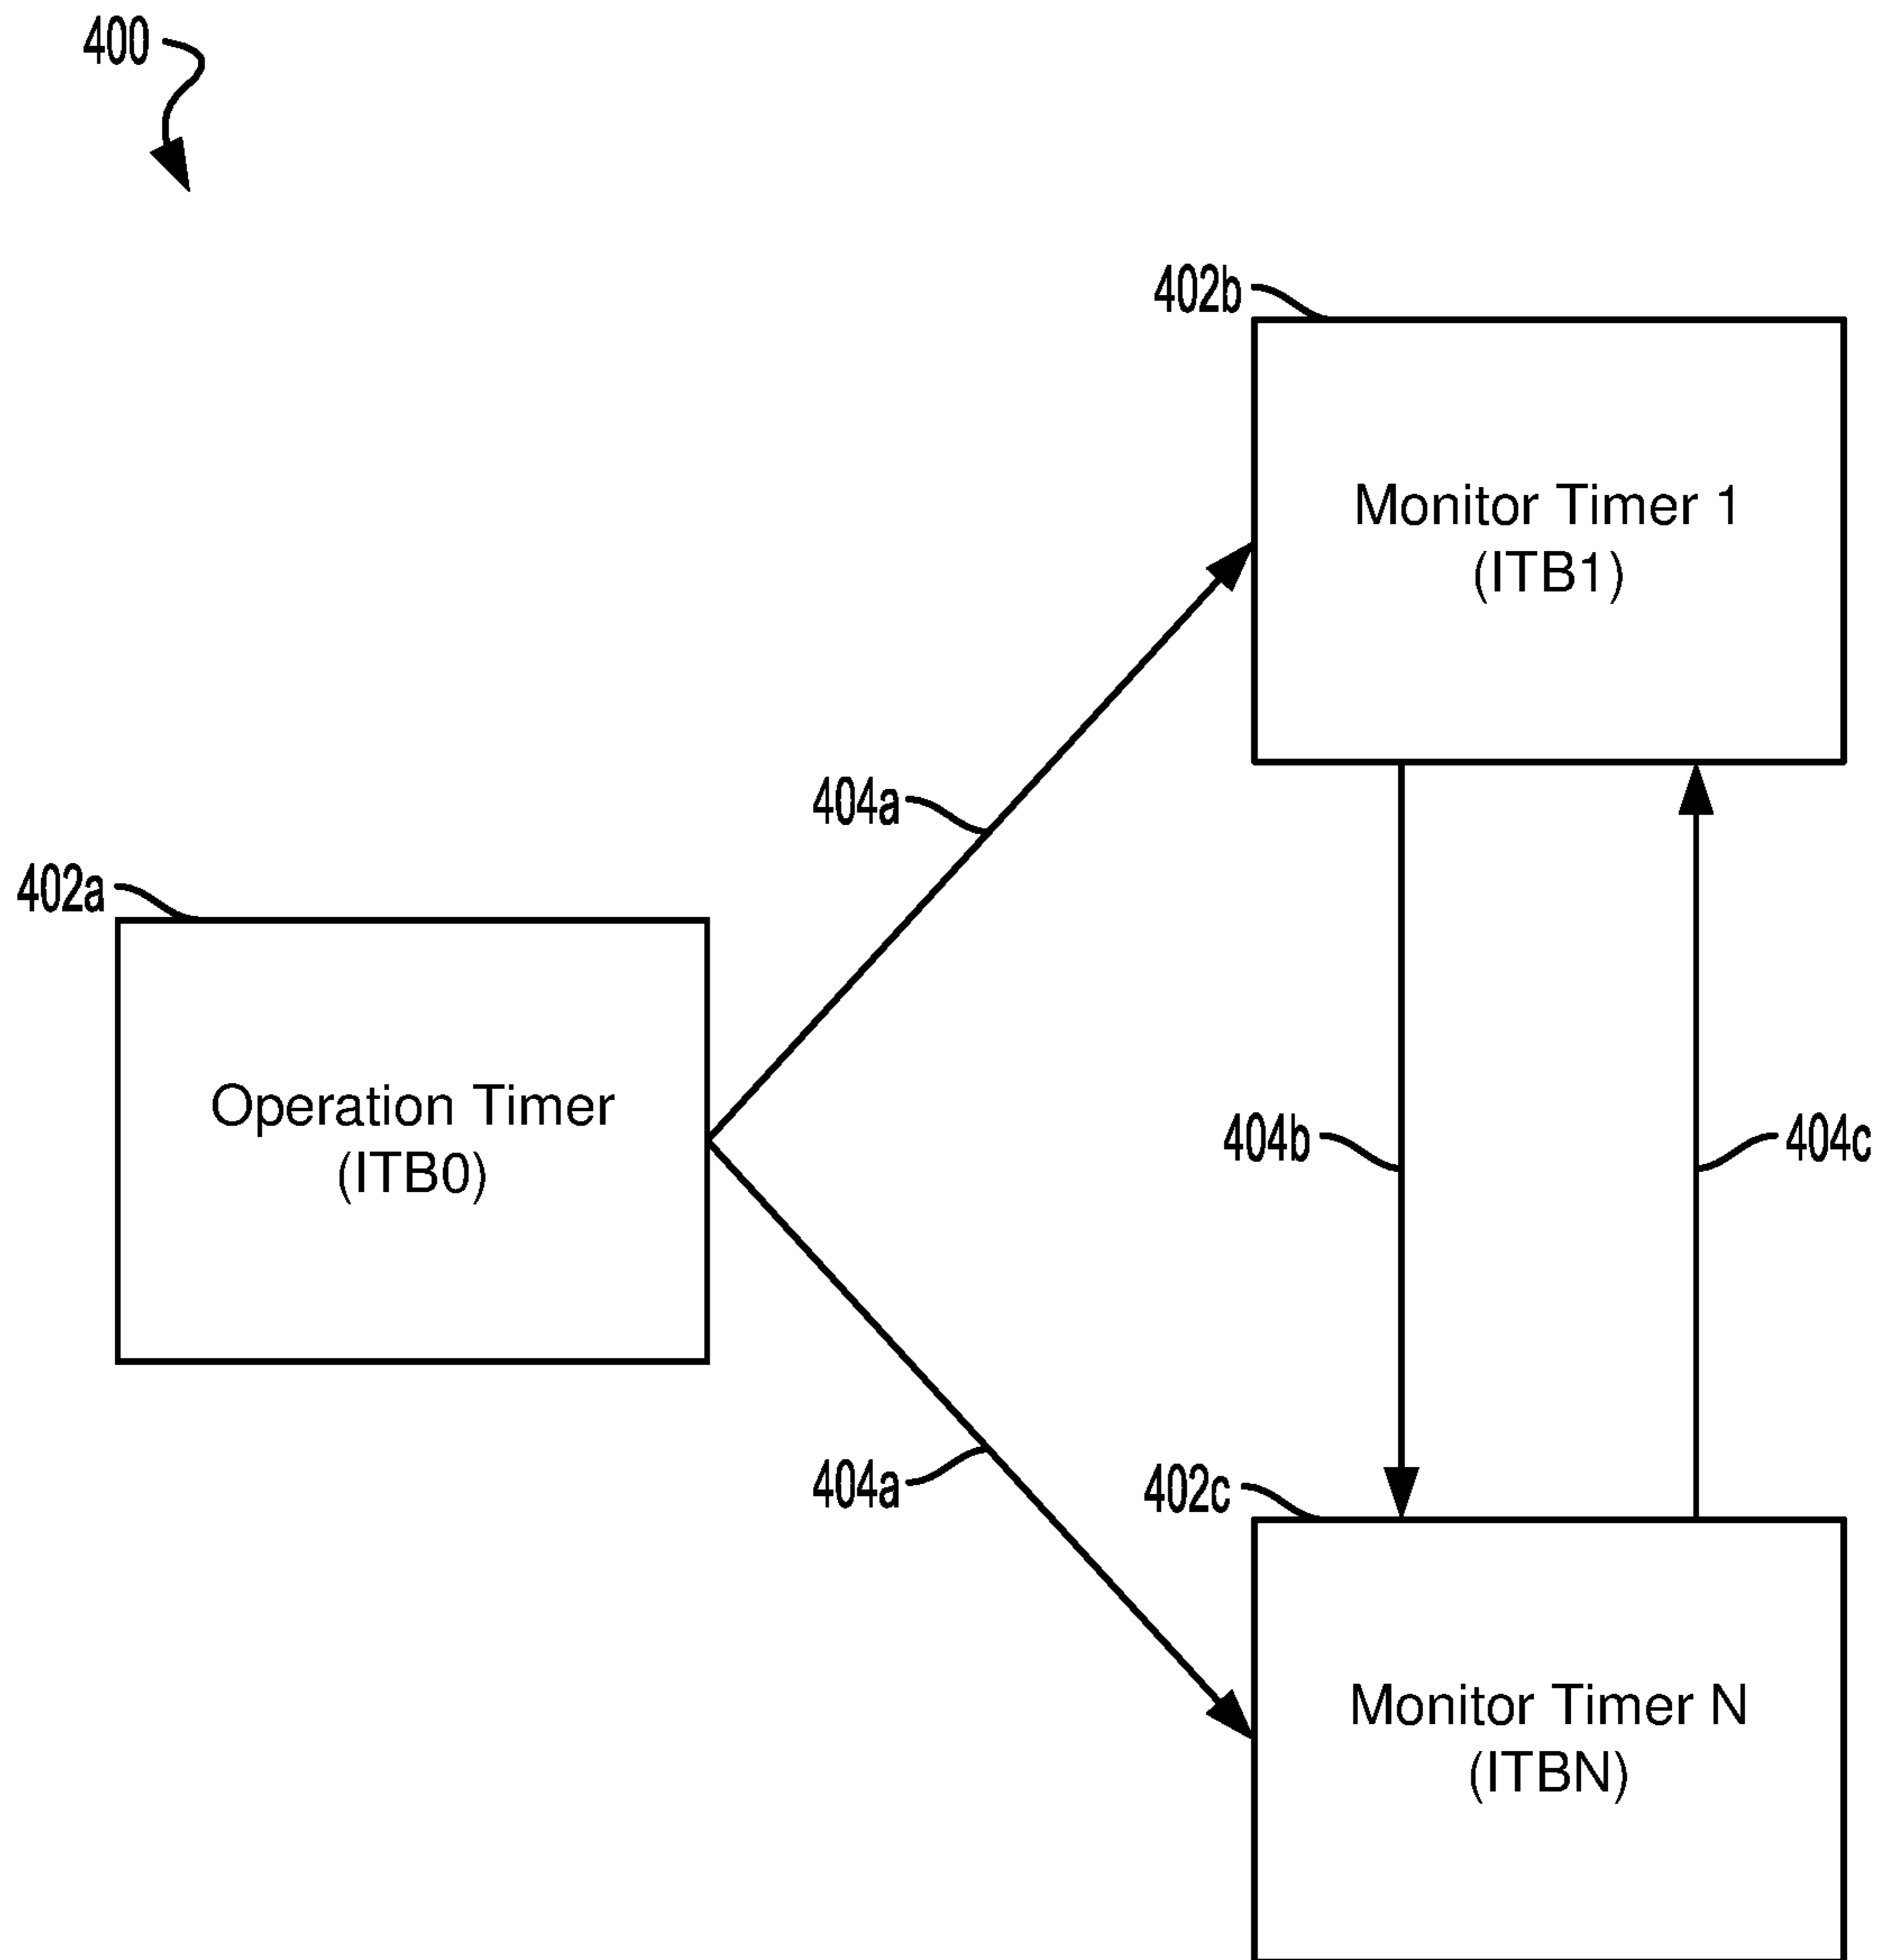 400
402b
Monitor Timer 1
(ITB1)
404a
402a
Operation Timer
(ITB0)
404b
404c
404a
402c
Monitor Timer N
(ITBN)